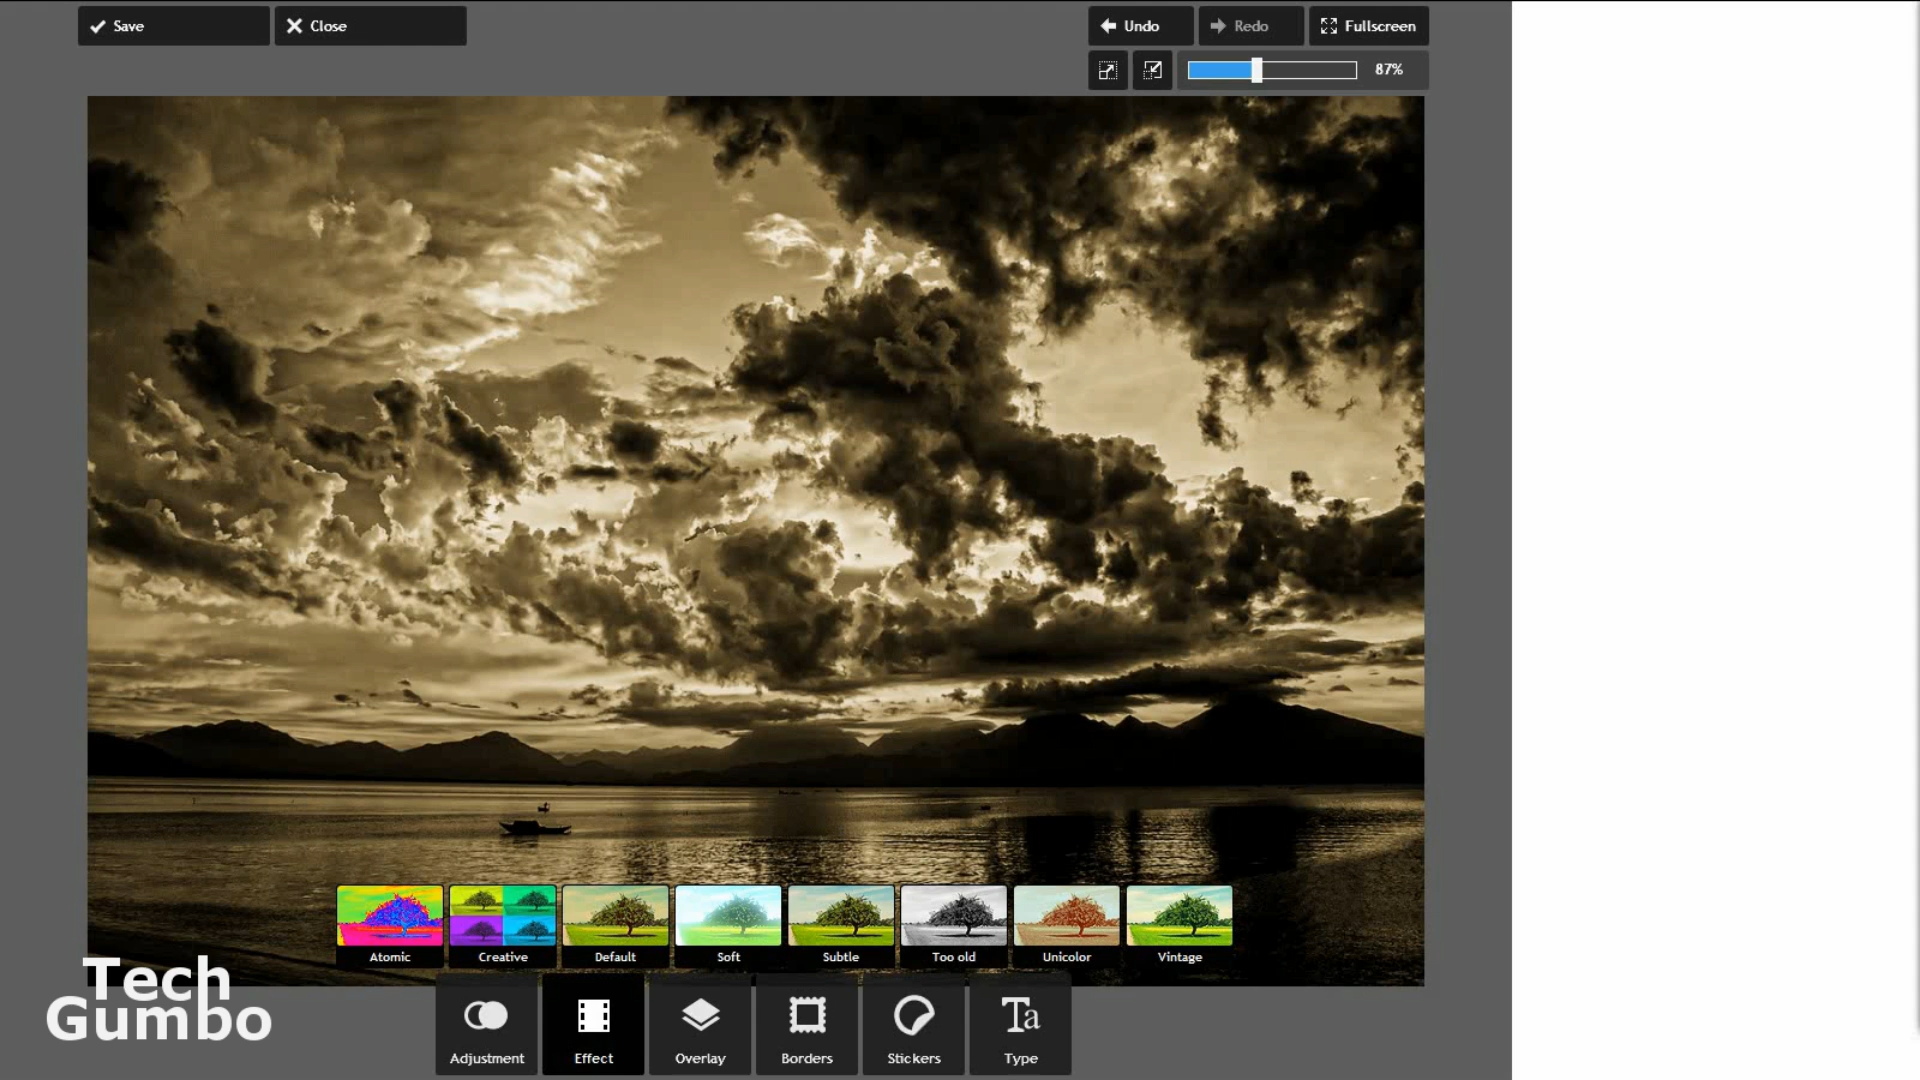 Save
Close
Undo
Redo
Fullscreen
87%
Atomic
Creative
Default
Soft
Subtle
Too old
Unicolor
Vintage
Tech
Gumbo
Adjustment
Effect
Overlay
Borders
Stickers
Ta
Type